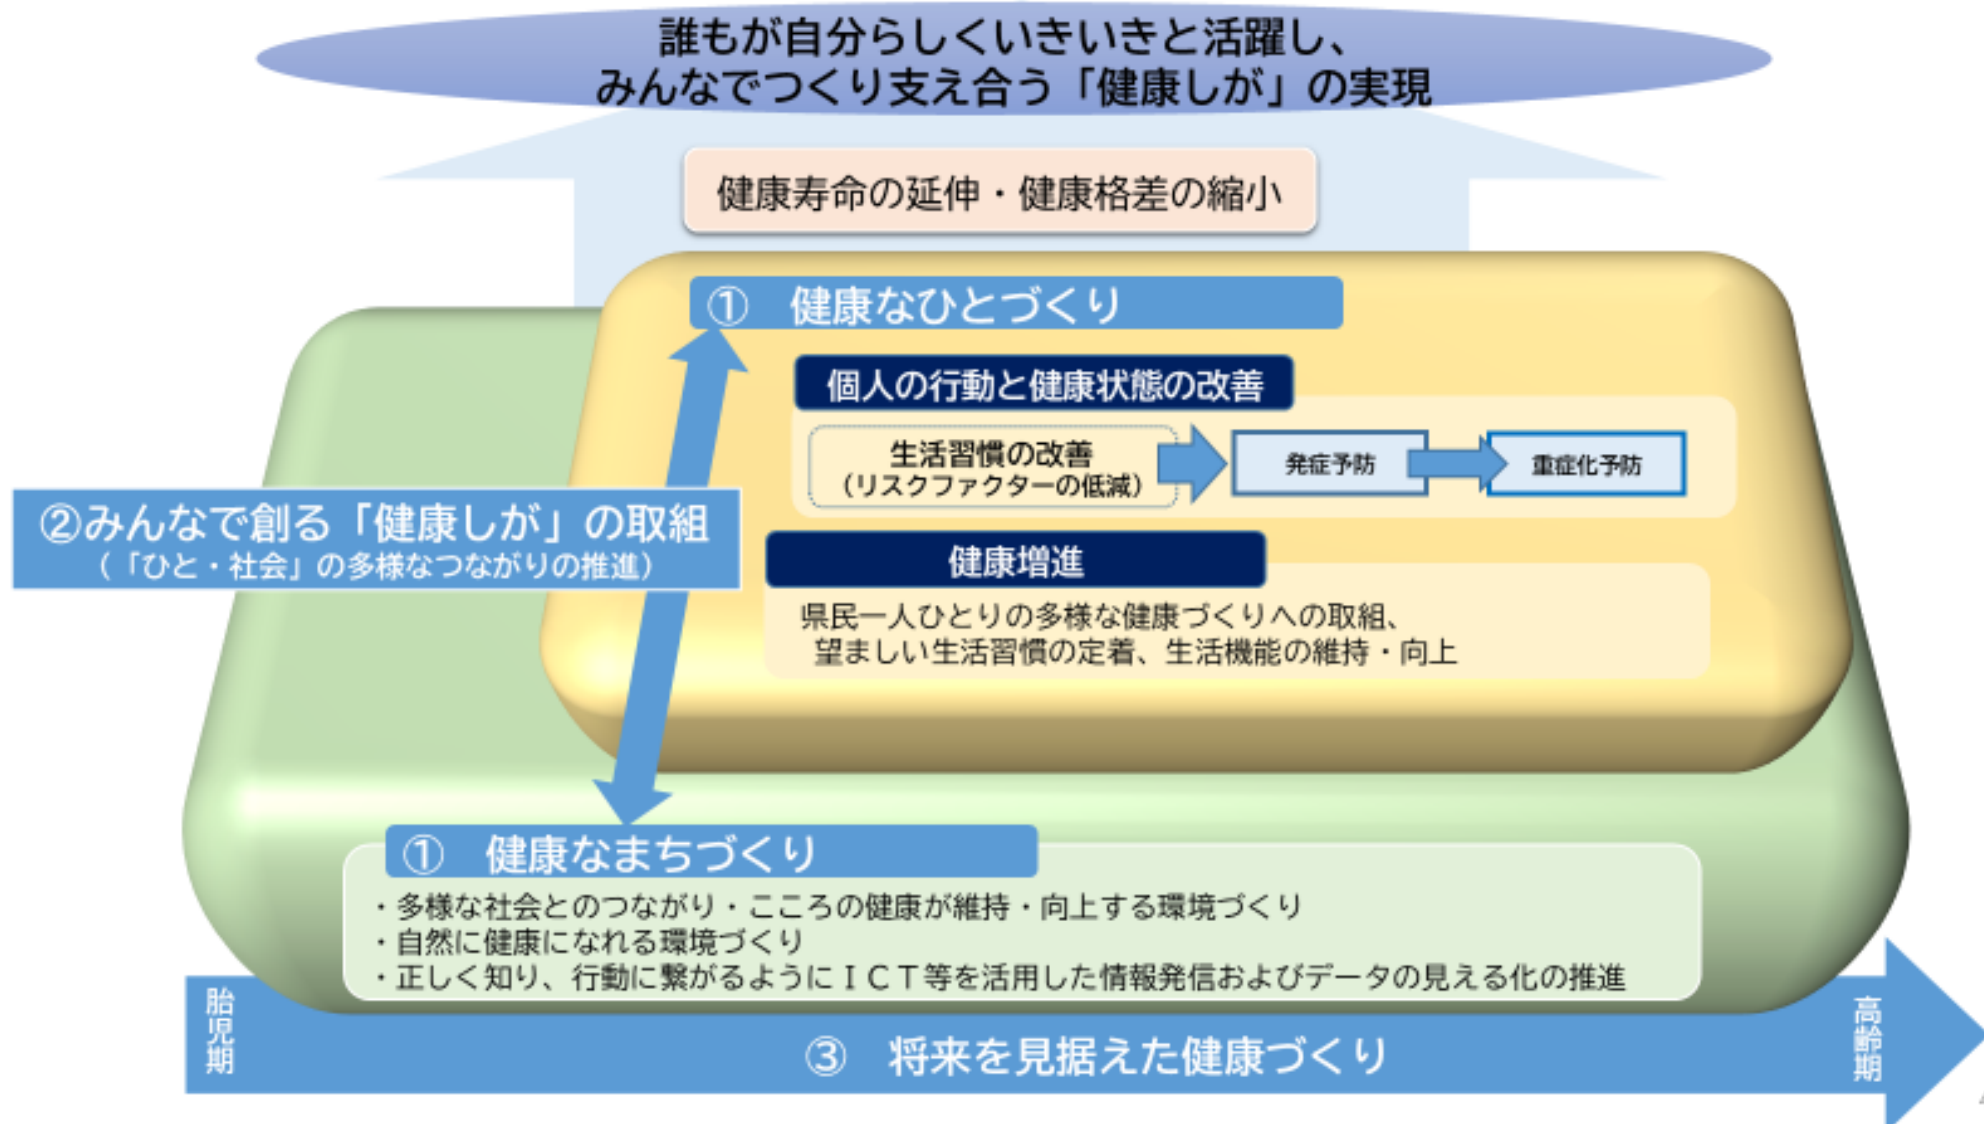 誰もが自分らしくいきいきと活躍し、
みんなでつくり支え合う「健康しが」の実現
健康寿命の延伸・健康格差の縮小
①　健康なひとづくり
個人の行動と健康状態の改善
生活習慣の改善
（リスクファクターの低減）
発症予防
重症化予防
②みんなで創る「健康しが」の取組
（「ひと・社会」の多様なつながりの推進）
健康増進
県民一人ひとりの多様な健康づくりへの取組、
望ましい生活習慣の定着、生活機能の維持・向上
①　健康なまちづくり
・多様な社会とのつながり・こころの健康が維持・向上する環境づくり
・自然に健康になれる環境づくり
・正しく知り、行動に繋がるようにＩＣＴ等を活用した情報発信およびデータの見える化の推進
胎児期
③　将来を見据えた健康づくり
高齢期